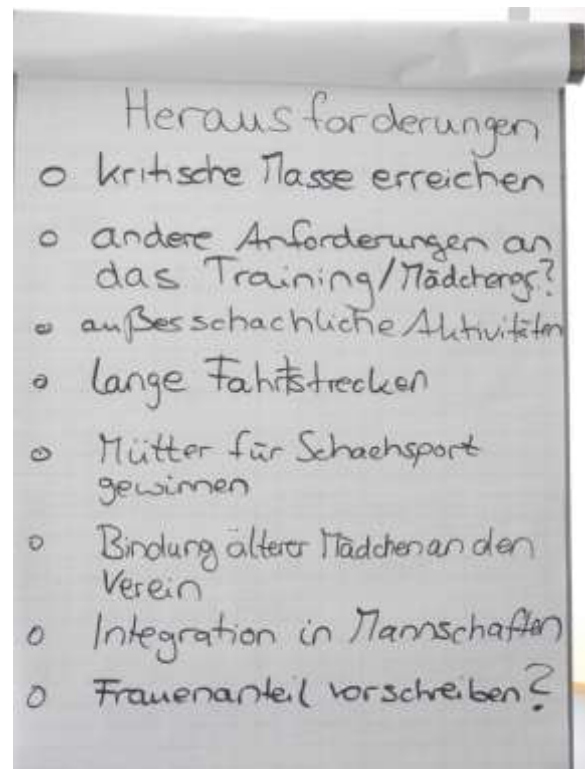 Herausforderungen
o kritische Masse erreichen
o andere Anforderungen an
das Training/Mädchengr?
o außerschachliche Aktivitäten
o lange Fahrtstrecken
o Mütter für Schachsport
gewinnen
o Bindung älterer Mädchen an den
Verein
o Integration in Mannschaften
o Frauenanteil vorschreiben?